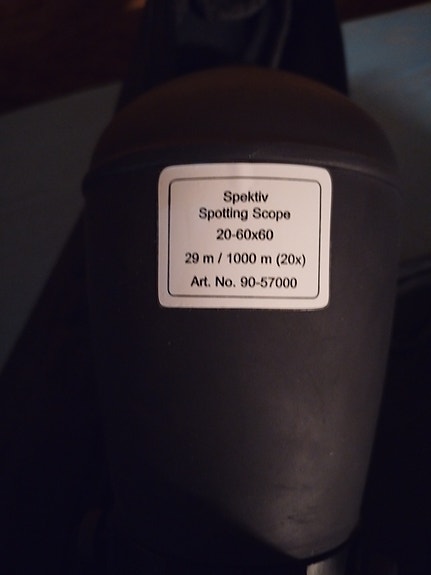 Spektiv
Spotting Scope
20-60x60
29 m / 1000 m (20x)
Art. No. 90-57000